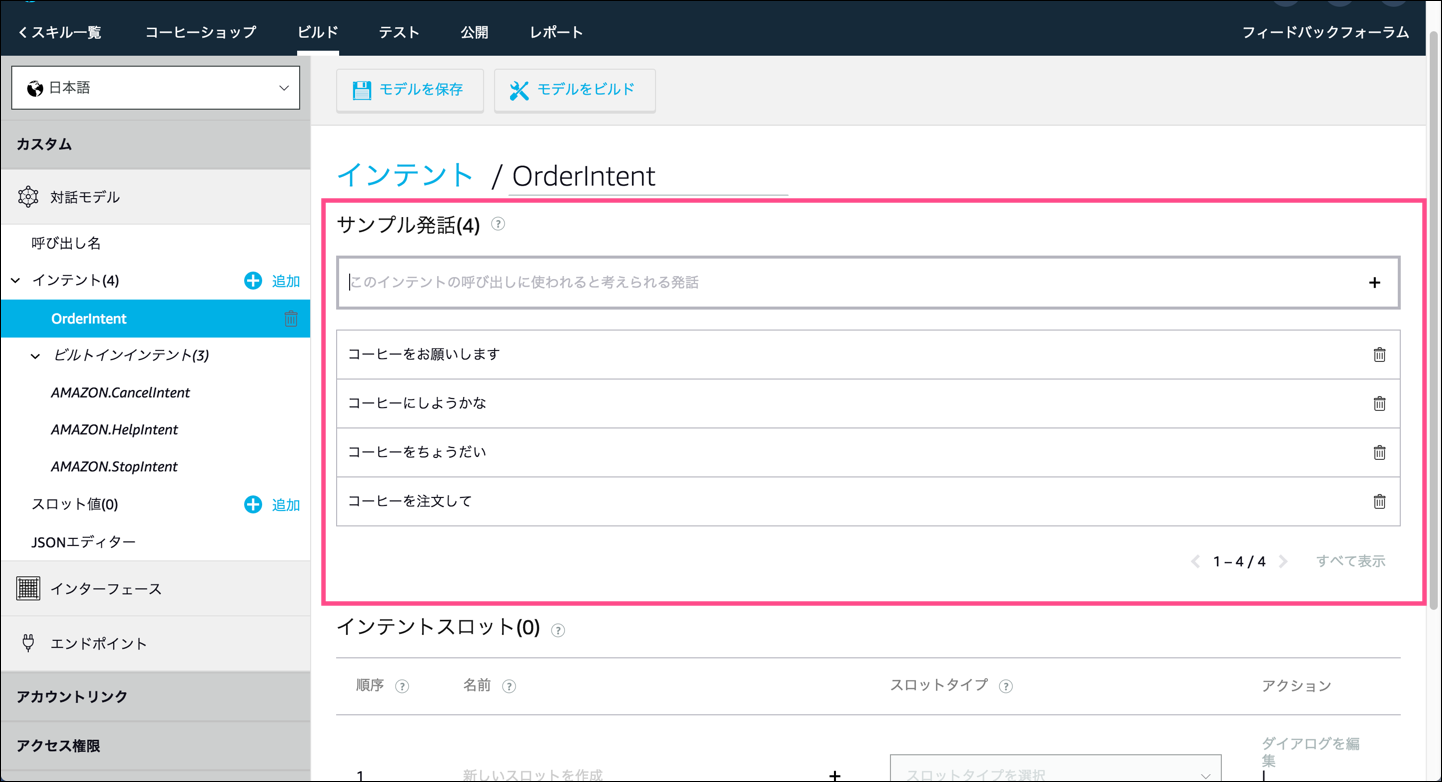 スキル一覧 コーヒーショップ ビルド テスト 公開 レポート フィードバックフォーラム
日本語
モデルを保存 モデルをビルド
カスタム
対話モデル
呼び出し名
インテント(4) 追加
OrderIntent
ビルトインインテント(3)
AMAZON.CancelIntent
AMAZON.HelpIntent
AMAZON.StopIntent
スロット値(0) 追加
JSONエディター
インターフェース
エンドポイント
アカウントリンク
アクセス権限
インテント / OrderIntent
サンプル発話(4) ?
このインテントの呼び出しに使われると考えられる発話 +
コーヒーをお願いします
コーヒーにしようかな
コーヒーをちょうだい
コーヒーを注文して
1 – 4 / 4 すべて表示
インテントスロット(0) ?
順序 ? 名前 ? スロットタイプ ? アクション
1 新しいスロットを作成 + スロットタイプを選択 ダイアログを編
集